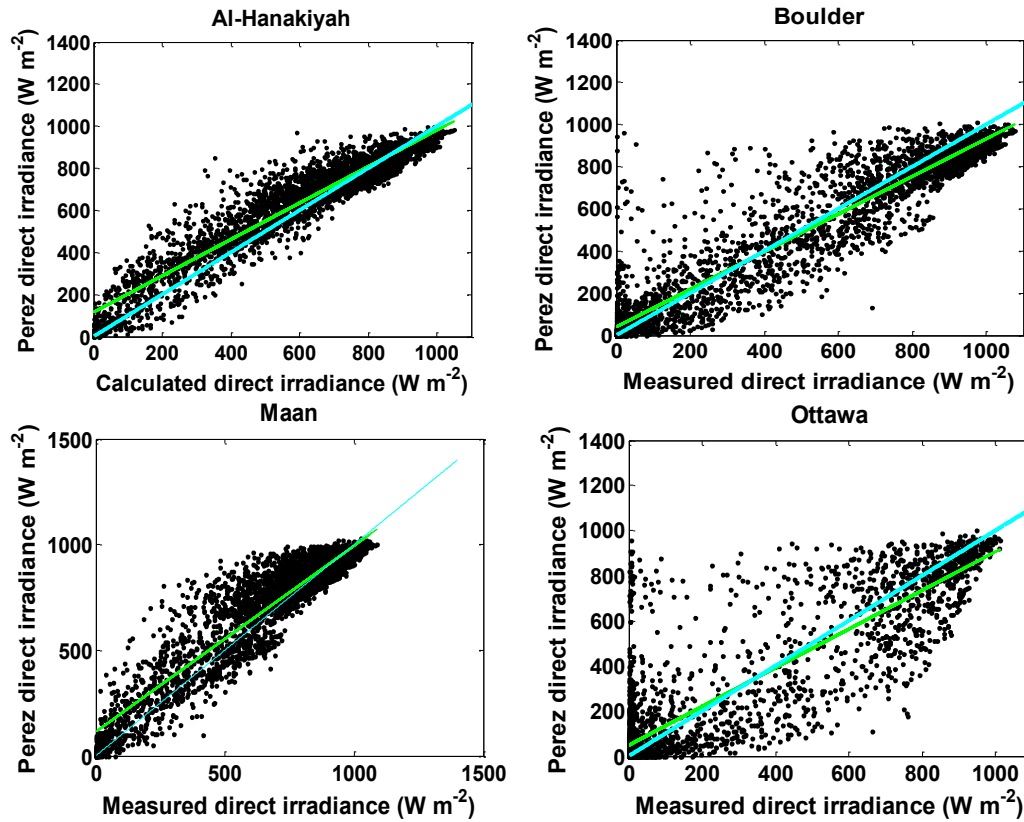 Al-Hanakiyah
Perez direct irradiance (W m⁻²)
1400
1200
1000
800
600
400
200
0
0 200 400 600 800 1000
Calculated direct irradiance (W m⁻²)
Boulder
Perez direct irradiance (W m⁻²)
1400
1200
1000
800
600
400
200
0
0 200 400 600 800 1000
Measured direct irradiance (W m⁻²)
Maan
Perez direct irradiance (W m⁻²)
1500
1000
500
0
0 500 1000 1500
Measured direct irradiance (W m⁻²)
Ottawa
Perez direct irradiance (W m⁻²)
1400
1200
1000
800
600
400
200
0
0 200 400 600 800 1000
Measured direct irradiance (W m⁻²)